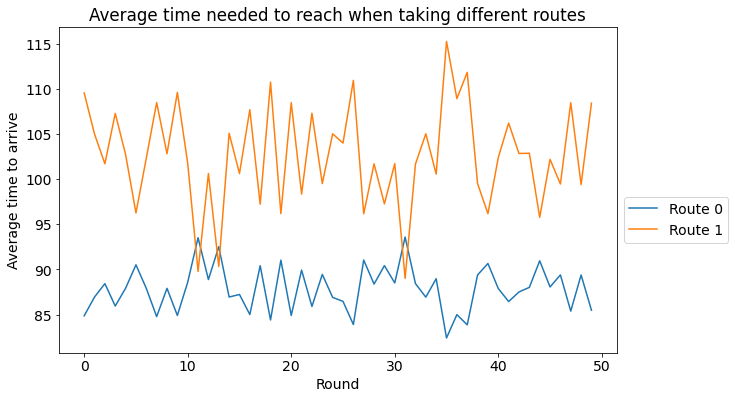 Average time needed to reach when taking different routes
Average time to arrive
115
110
105
100
95
90
85
0
10
20
30
40
50
Round
Route 0
Route 1